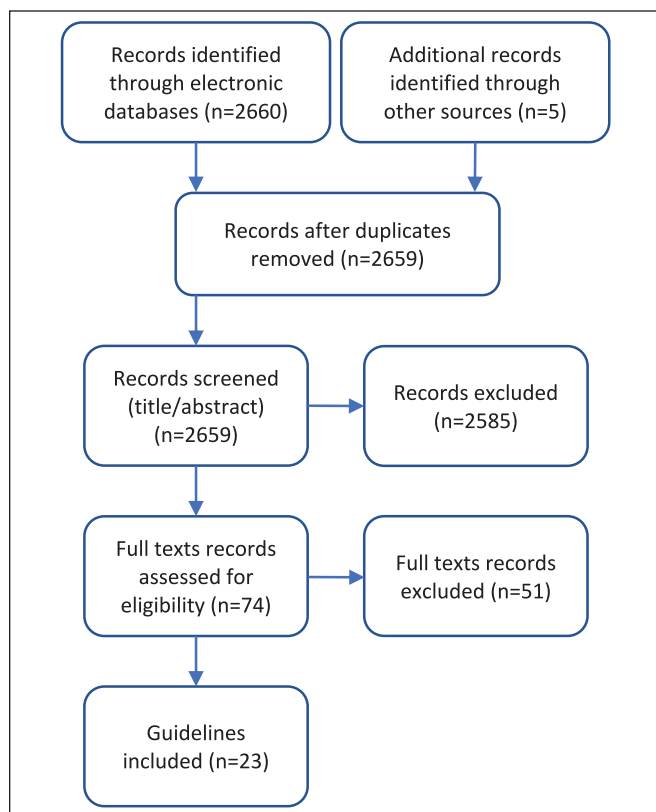 Records identified
through electronic
databases (n=2660)
Additional records
identified through
other sources (n=5)
Records after duplicates
removed (n=2659)
Records screened
(title/abstract)
(n=2659)
Records excluded
(n=2585)
Full texts records
assessed for
eligibility (n=74)
Full texts records
excluded (n=51)
Guidelines
included (n=23)